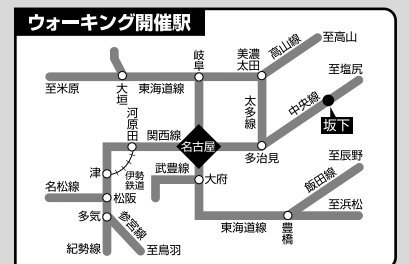 ウォーキング開催駅
岐阜
美濃太田
高山線
至高山
至塩尻
至米原
大垣
東海道線
太多線
中央線
坂下
河原田
関西線
名古屋
多治見
武豊線
至辰野
津
伊勢鉄道
大府
飯田線
名松線
松阪
至浜松
多気
参宮線
東海道線
豊橋
紀勢線
至鳥羽